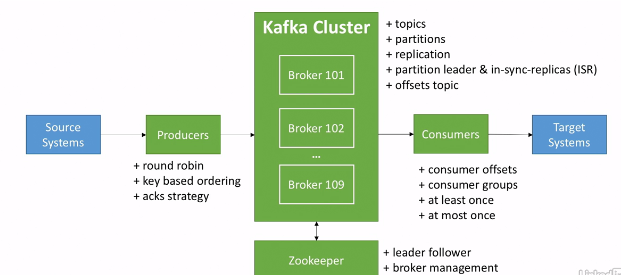 Kafka Cluster
+ topics
+ partitions
+ replication
+ partition leader & in-sync-replicas (ISR)
+ offsets topic
Broker 101
Broker 102
...
Broker 109
Source
Systems
Producers
+ round robin
+ key based ordering
+ acks strategy
Consumers
+ consumer offsets
+ consumer groups
+ at least once
+ at most once
Target
Systems
Zookeeper
+ leader follower
+ broker management